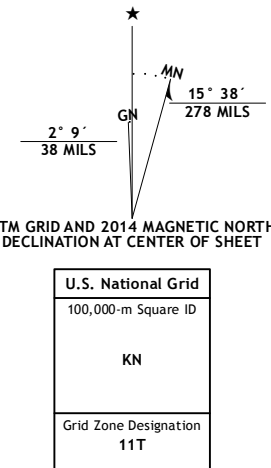 MN
GN
15° 38´
278 MILS
2° 9´
38 MILS
TM GRID AND 2014 MAGNETIC NORTH
DECLINATION AT CENTER OF SHEET
U.S. National Grid
100,000-m Square ID
KN
Grid Zone Designation
11T